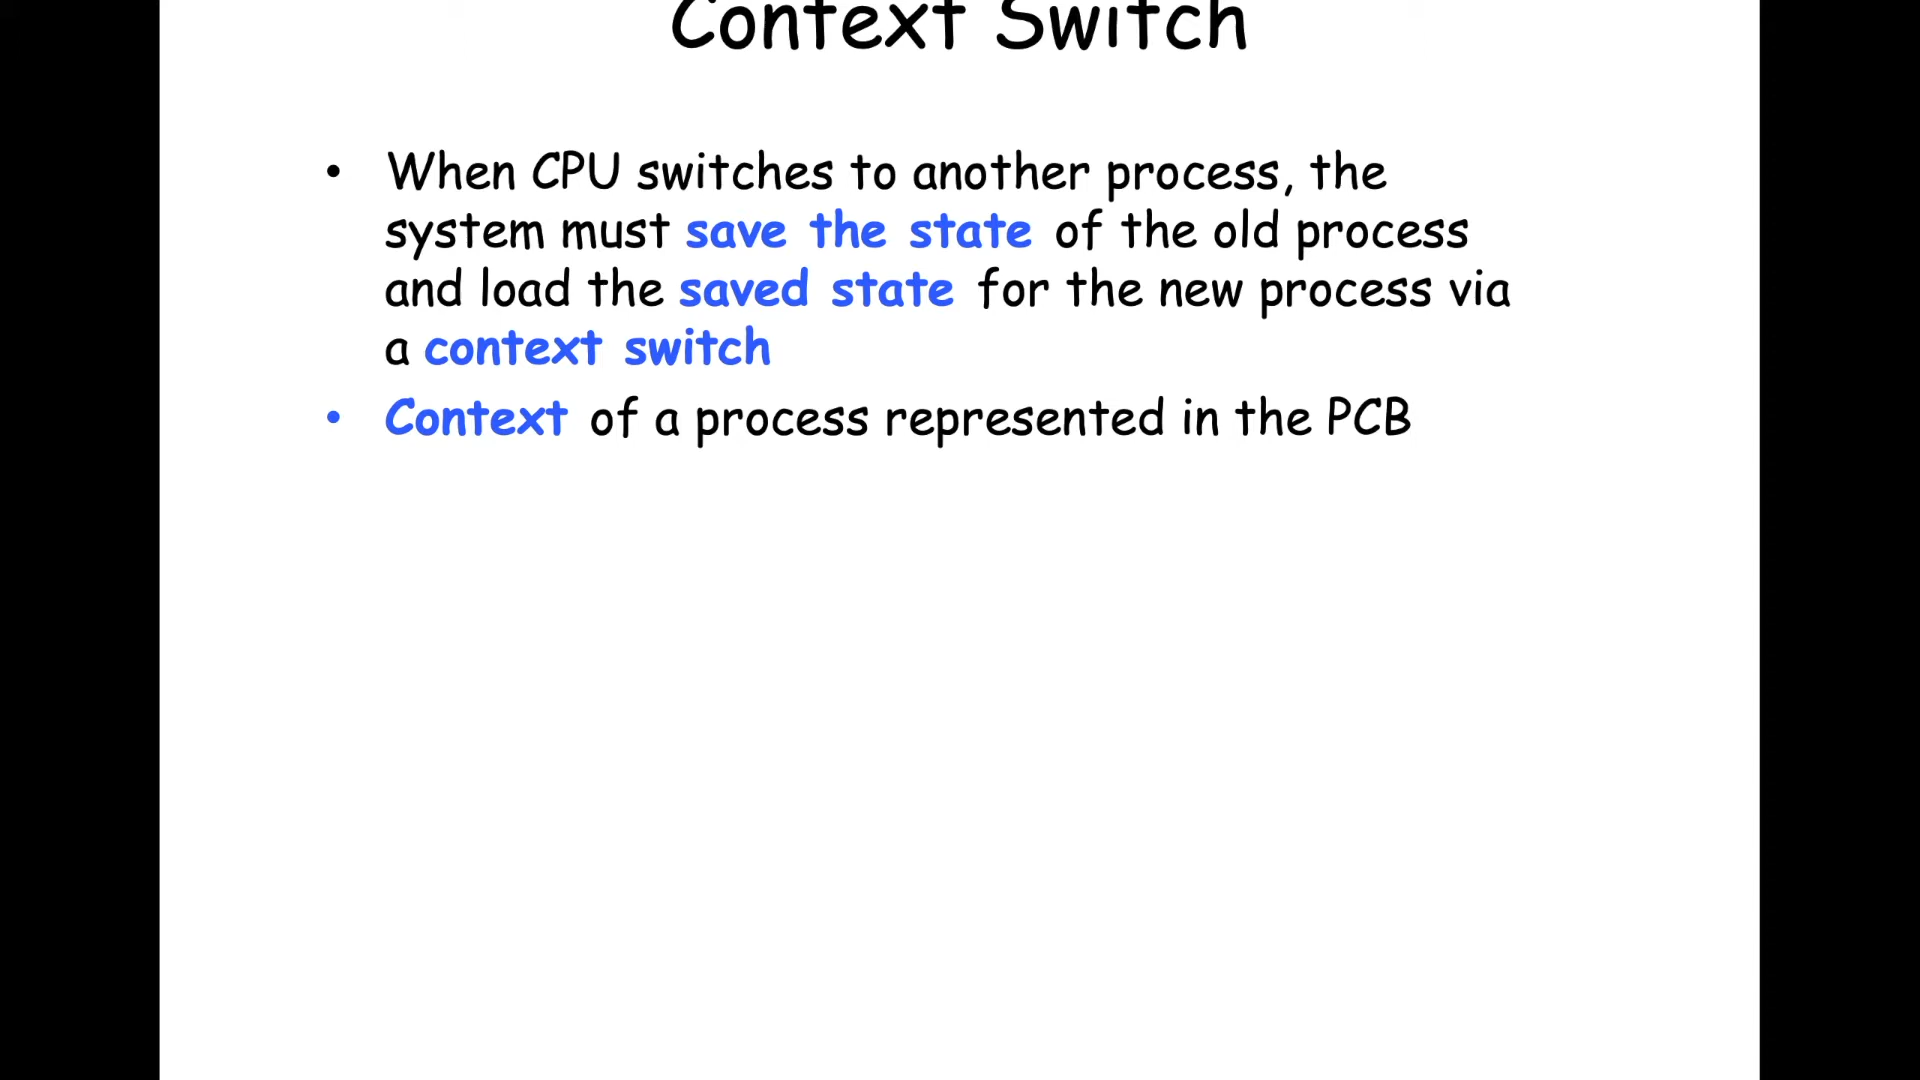 Context Switch
• When CPU switches to another process, the
system must save the state of the old process
and load the saved state for the new process via
a context switch
• Context of a process represented in the PCB